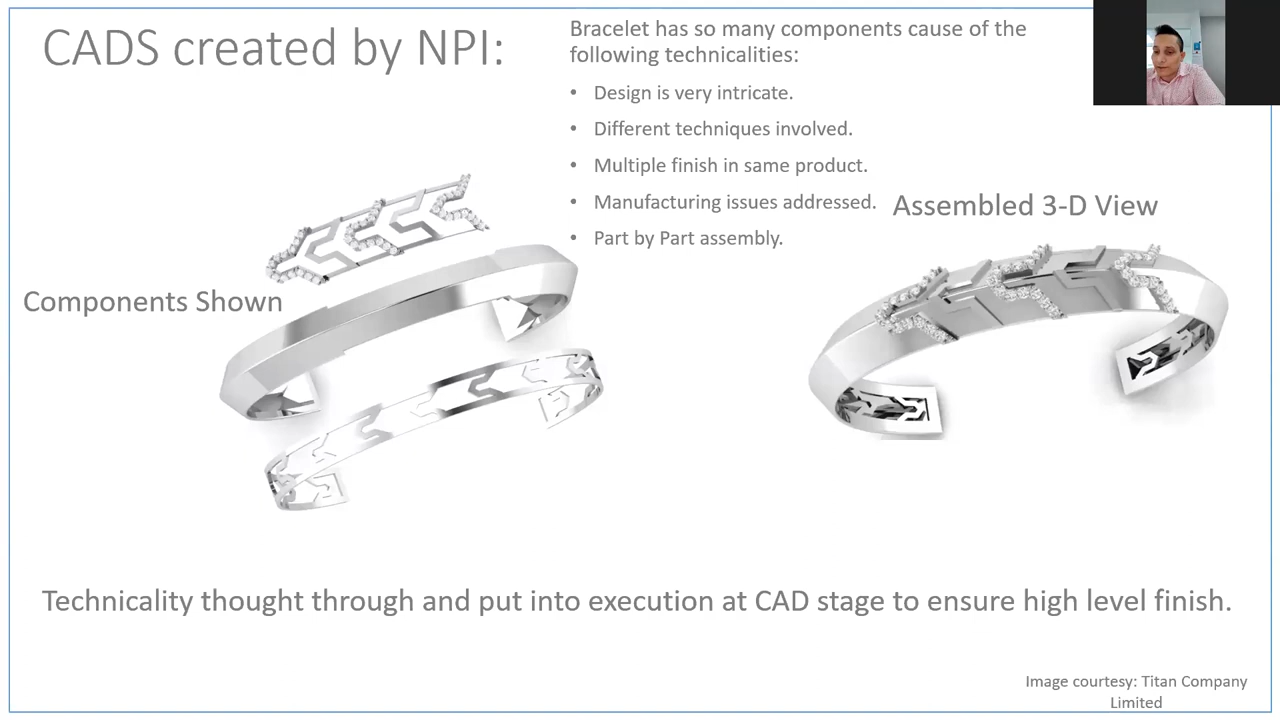 CADS created by NPI:
Bracelet has so many components cause of the
following technicalities:
• Design is very intricate.
• Different techniques involved.
• Multiple finish in same product.
• Manufacturing issues addressed.
• Part by Part assembly.
Assembled 3-D View
Components Shown
Technicality thought through and put into execution at CAD stage to ensure high level finish.
Image courtesy: Titan Company
Limited